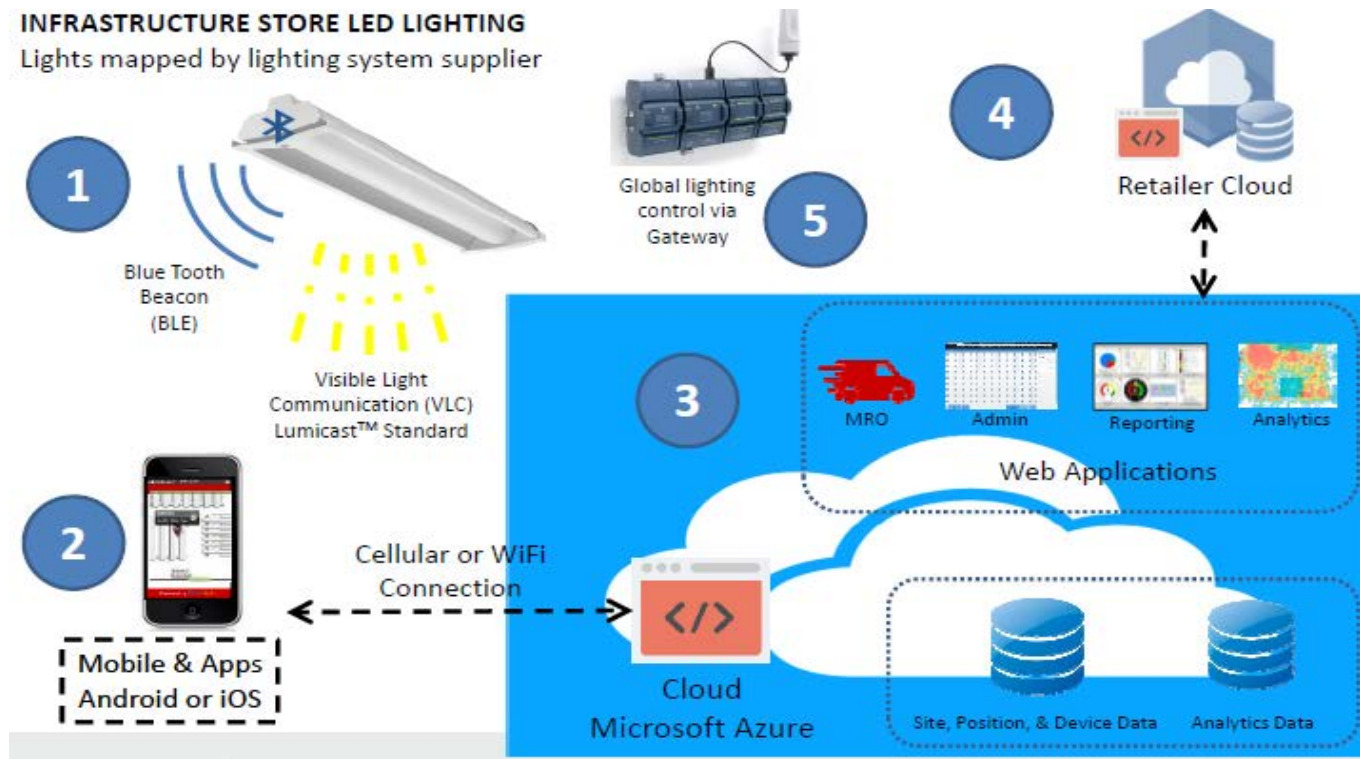 INFRASTRUCTURE STORE LED LIGHTING
Lights mapped by lighting system supplier
1
Blue Tooth
Beacon
(BLE)
Visible Light
Communication (VLC)
Lumicast™ Standard
Global lighting
control via
Gateway
5
4
</>
Retailer Cloud
2
Mobile & Apps
Android or iOS
Cellular or WiFi
Connection
3
MRO
Admin
Reporting
Analytics
Web Applications
</>
Cloud
Microsoft Azure
Site, Position, & Device Data
Analytics Data